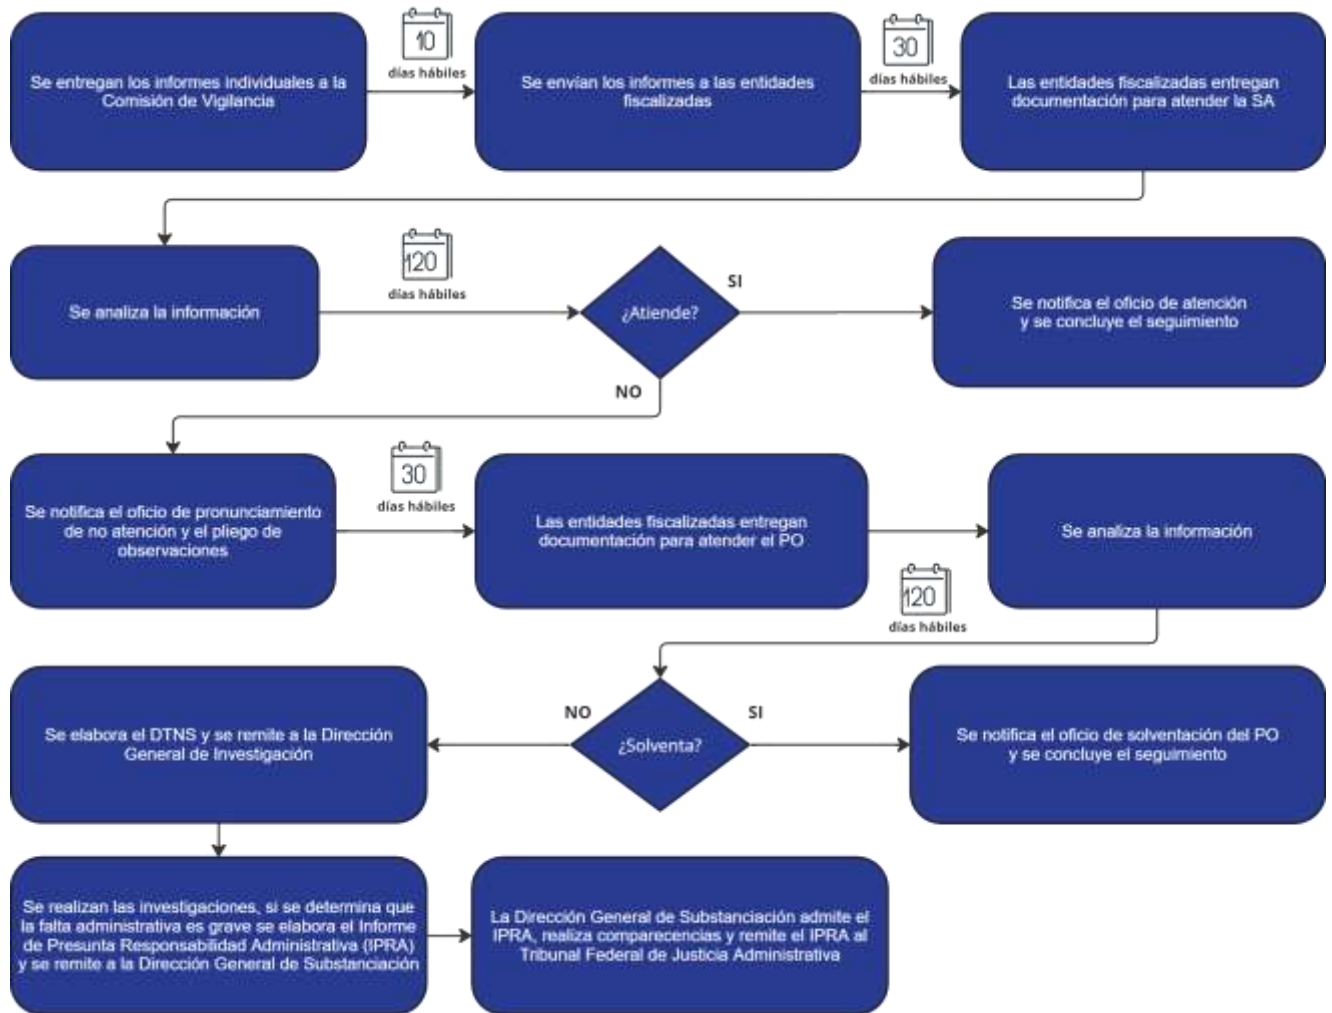 10
días hábiles
30
días hábiles
Se entregan los informes individuales a la
Comisión de Vigilancia
Se envían los informes a las entidades
fiscalizadas
Las entidades fiscalizadas entregan
documentación para atender la SA
120
días hábiles
Se analiza la información
¿Atiende?
SI
Se notifica el oficio de atención
y se concluye el seguimiento
NO
30
días hábiles
Se notifica el oficio de pronunciamiento
de no atención y el pliego de
observaciones
Las entidades fiscalizadas entregan
documentación para atender el PO
Se analiza la información
120
días hábiles
Se elabora el DTNS y se remite a la Dirección
General de Investigación
NO
¿Solventa?
SI
Se notifica el oficio de solventación del PO
y se concluye el seguimiento
Se realizan las investigaciones, si se determina que
la falta administrativa es grave se elabora el Informe
de Presunta Responsabilidad Administrativa (IPRA)
y se remite a la Dirección General de Substanciación
La Dirección General de Substanciación admite el
IPRA, realiza comparecencias y remite el IPRA al
Tribunal Federal de Justicia Administrativa